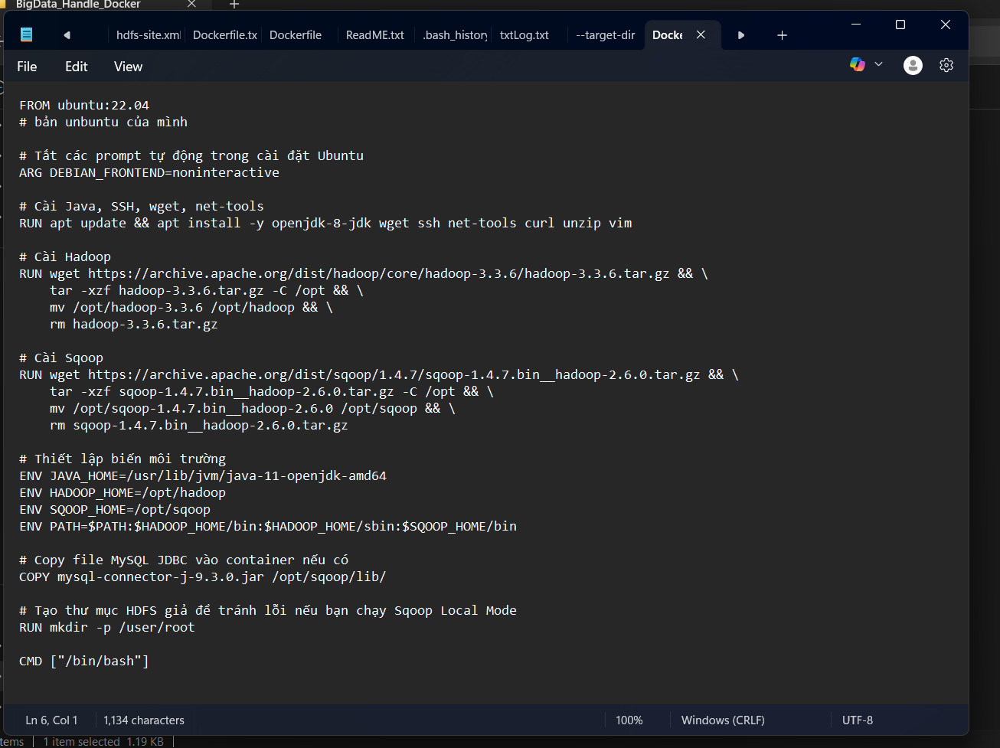 BigData_Handle_Docker
hdfs-site.xml Dockerfile.tx Dockerfile ReadME.txt .bash_history txtLog.txt --target-dir Docke
File Edit View
FROM ubuntu:22.04
# bản unbuntu của mình
# Tắt các prompt tự động trong cài đặt Ubuntu
ARG DEBIAN_FRONTEND=noninteractive
# Cài Java, SSH, wget, net-tools
RUN apt update && apt install -y openjdk-8-jdk wget ssh net-tools curl unzip vim
# Cài Hadoop
RUN wget https://archive.apache.org/dist/hadoop/core/hadoop-3.3.6/hadoop-3.3.6.tar.gz && \
tar -xzf hadoop-3.3.6.tar.gz -C /opt && \
mv /opt/hadoop-3.3.6 /opt/hadoop && \
rm hadoop-3.3.6.tar.gz
# Cài Sqoop
RUN wget https://archive.apache.org/dist/sqoop/1.4.7/sqoop-1.4.7.bin__hadoop-2.6.0.tar.gz && \
tar -xzf sqoop-1.4.7.bin__hadoop-2.6.0.tar.gz -C /opt && \
mv /opt/sqoop-1.4.7.bin__hadoop-2.6.0 /opt/sqoop && \
rm sqoop-1.4.7.bin__hadoop-2.6.0.tar.gz
# Thiết lập biến môi trường
ENV JAVA_HOME=/usr/lib/jvm/java-11-openjdk-amd64
ENV HADOOP_HOME=/opt/hadoop
ENV SQOOP_HOME=/opt/sqoop
ENV PATH=$PATH:$HADOOP_HOME/bin:$HADOOP_HOME/sbin:$SQOOP_HOME/bin
# Copy file MySQL JDBC vào container nếu có
COPY mysql-connector-j-9.3.0.jar /opt/sqoop/lib/
# Tạo thư mục HDFS giả để tránh lỗi nếu bạn chạy Sqoop Local Mode
RUN mkdir -p /user/root
CMD ["/bin/bash"]
Ln 6, Col 1 1,134 characters 100% Windows (CRLF) UTF-8
tems 1 item selected 1.19 KB